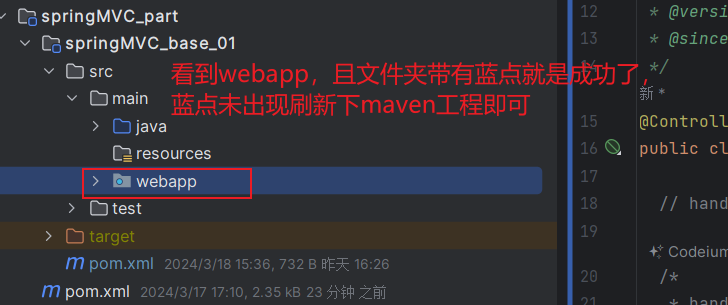 springMVC_part
springMVC_base_01
src
main
java
resources
webapp
test
target
pom.xml 2024/3/18 15:36, 732 B 昨天 16:26
pom.xml 2024/3/17 17:10, 2.35 kB 23 分钟 之前
看到webapp，且文件夹带有蓝点就是成功了，
蓝点未出现刷新下maven工程即可
12 * @versi
13 * @since
14 */
新 *
15 @Controll
16 public cl
17
18 // hand
19
Codeium
20 /*
21 * hand